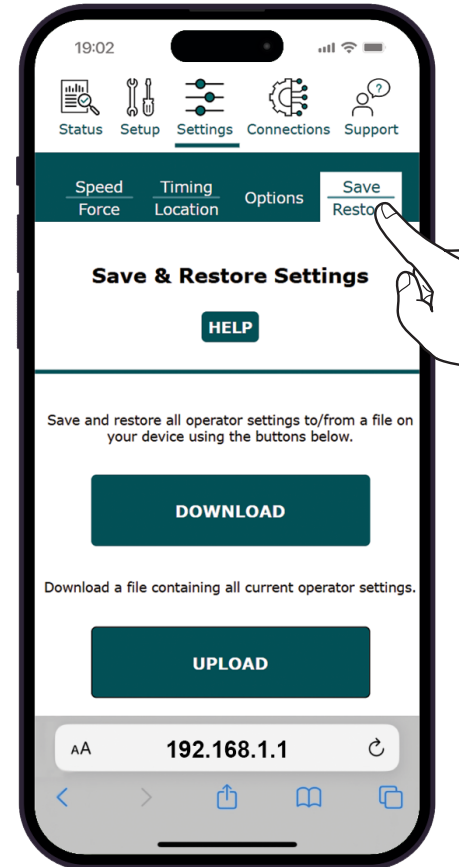 19:02
Status Setup Settings Connections Support
Speed Timing Options Save
Force Location Restore
Save & Restore Settings
HELP
Save and restore all operator settings to/from a file on
your device using the buttons below.
DOWNLOAD
Download a file containing all current operator settings.
UPLOAD
AA 192.168.1.1